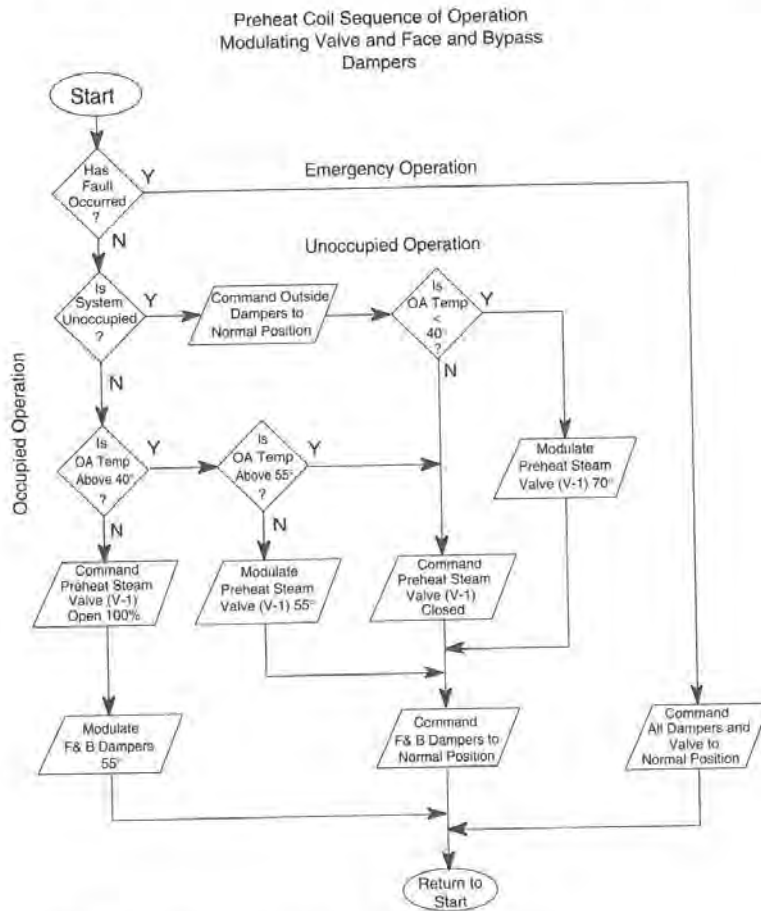 Preheat Coil Sequence of Operation
Modulating Valve and Face and Bypass
Dampers
Start
Has
Fault
Occurred
?
Y
Emergency Operation
N
Unoccupied Operation
Is
System
Unoccupied
?
Y
Command Outside
Dampers to
Normal Position
Is
OA Temp
<
40°
?
Y
N
N
Occupied Operation
Is
OA Temp
Above 40°
?
Y
Is
OA Temp
Above 55°
?
Y
Modulate
Preheat Steam
Valve (V-1) 70°
N
N
Command
Preheat Steam
Valve (V-1)
Open 100%
Modulate
Preheat Steam
Valve (V-1) 55°
Command
Preheat Steam
Valve (V-1)
Closed
Modulate
F& B Dampers
55°
Command
F& B Dampers to
Normal Position
Command
All Dampers and
Valve to
Normal Position
Return to
Start